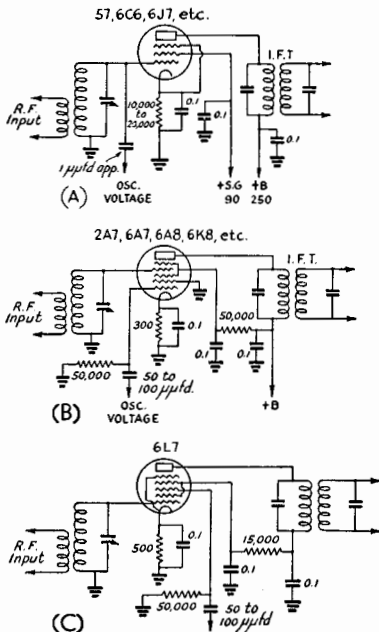 57, 6C6, 6J7, etc.
I.F.T
R.F.
Input
10,000
to
25,000
0.1
0.1
0.1
1 μμfd app.
(A)
OSC.
VOLTAGE
+S.G
90
+B
250
2A7, 6A7, 6A8, 6K8, etc.
I.F.T.
R.F.
Input
300
0.1
50,000
0.1
0.1
50,000
50 to
100 μμfd.
(B)
OSC.
VOLTAGE
+B
6L7
R.F.
Input
500
0.1
15,000
0.1
0.1
50,000
50 to
100 μμfd
(C)